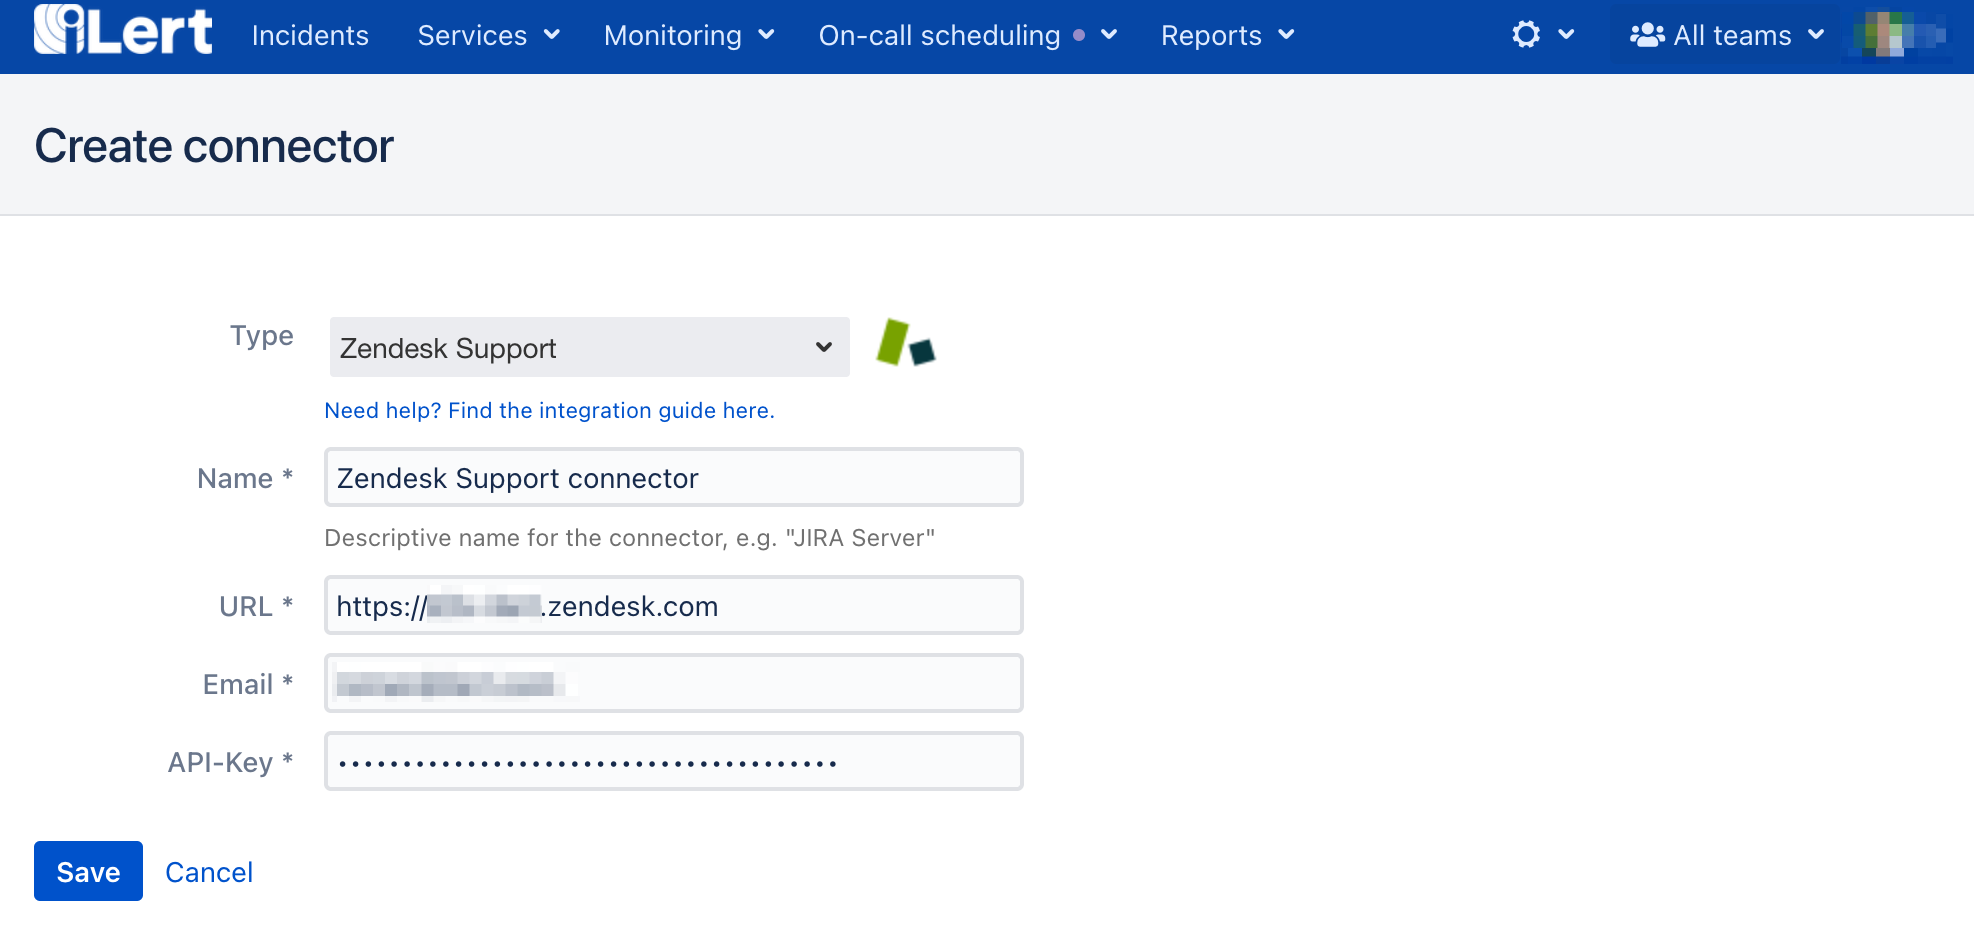 iLert Incidents Services Monitoring On-call scheduling Reports All teams
Create connector
Type Zendesk Support
Need help? Find the integration guide here.
Name * Zendesk Support connector
Descriptive name for the connector, e.g. "JIRA Server"
URL * https:// .zendesk.com
Email *
API-Key * •••••••••••••••••••••••••••••••••••••••
Save Cancel